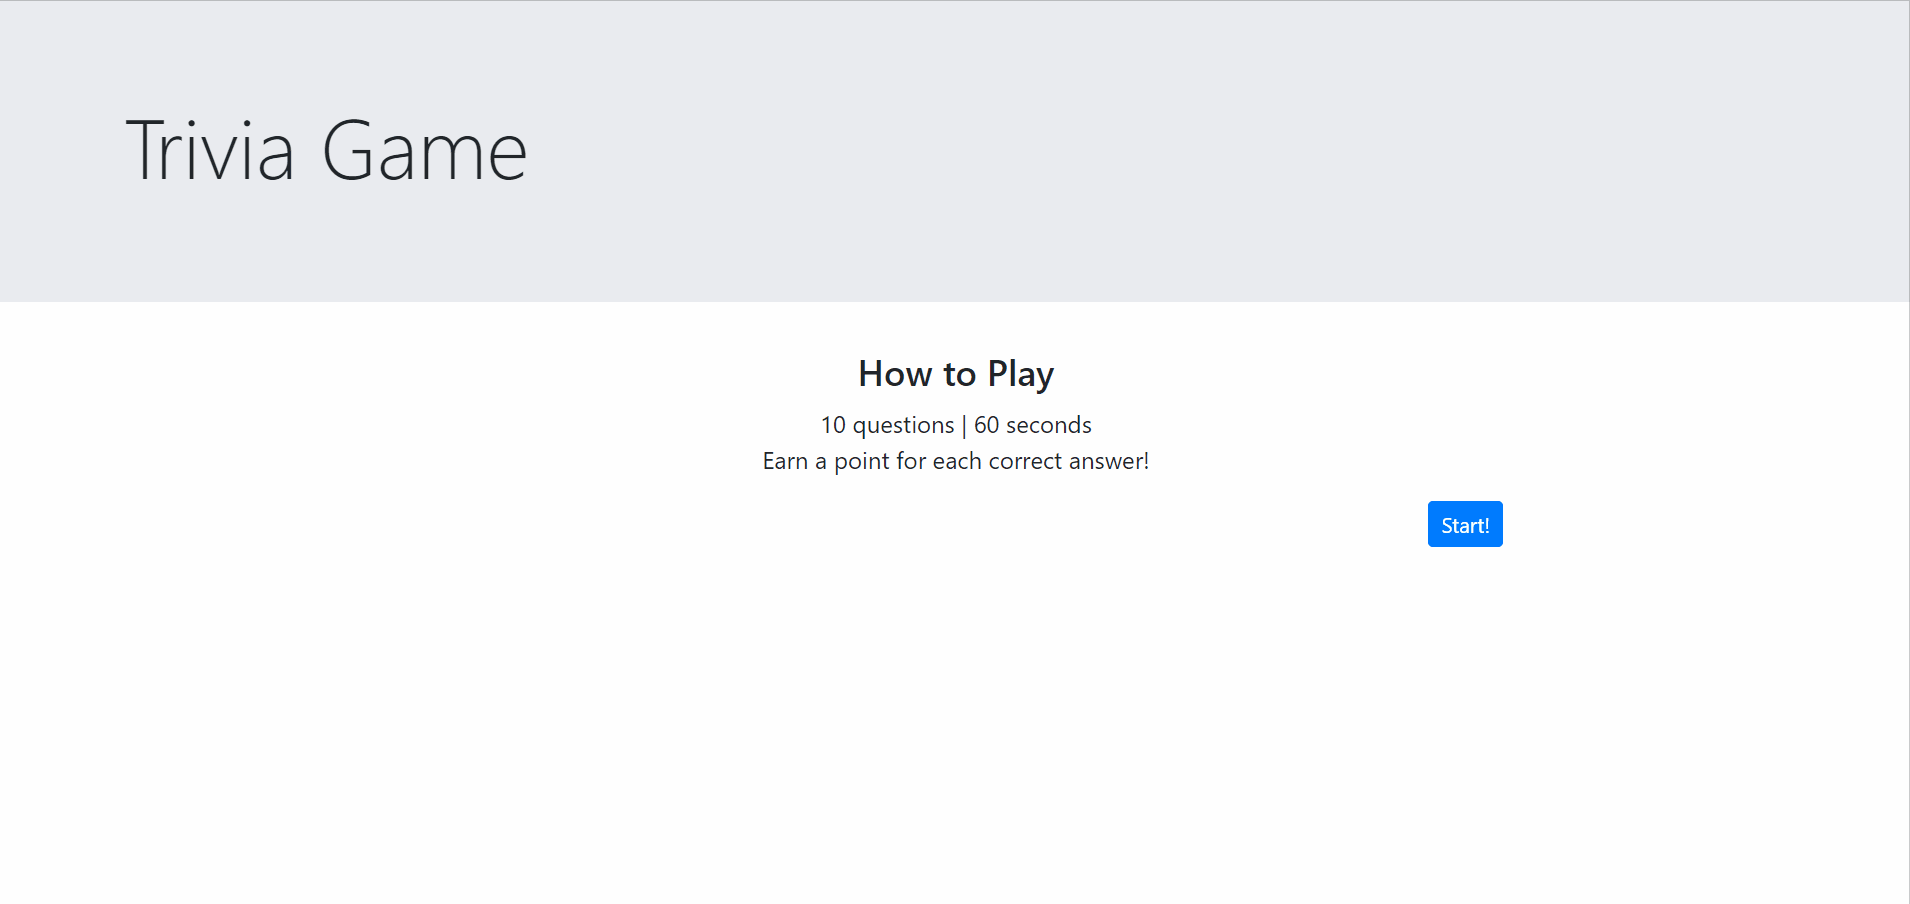 Trivia Game
How to Play
10 questions | 60 seconds
Earn a point for each correct answer!
Start!